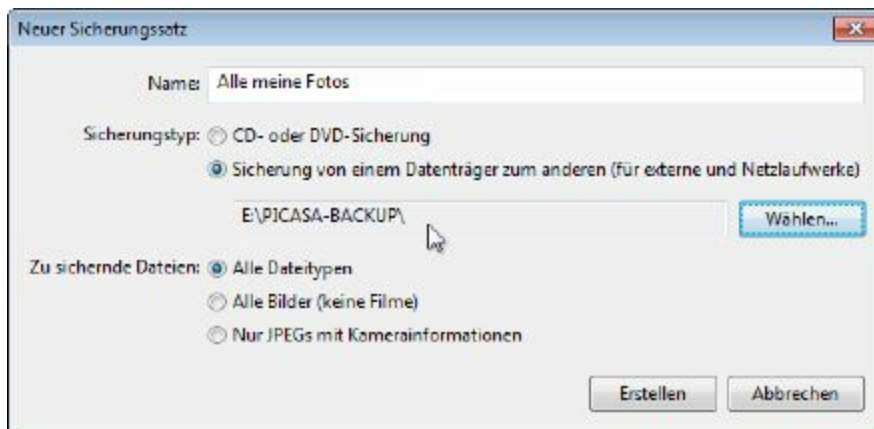 Neuer Sicherungssatz
Name: Alle meine Fotos
Sicherungstyp: CD- oder DVD-Sicherung
Sicherung von einem Datenträger zum anderen (für externe und Netzlaufwerke)
E:\PICASA-BACKUP\ Wählen...
Zu sichernde Dateien: Alle Dateitypen
Alle Bilder (keine Filme)
Nur JPEGs mit Kamerainformationen
Erstellen Abbrechen